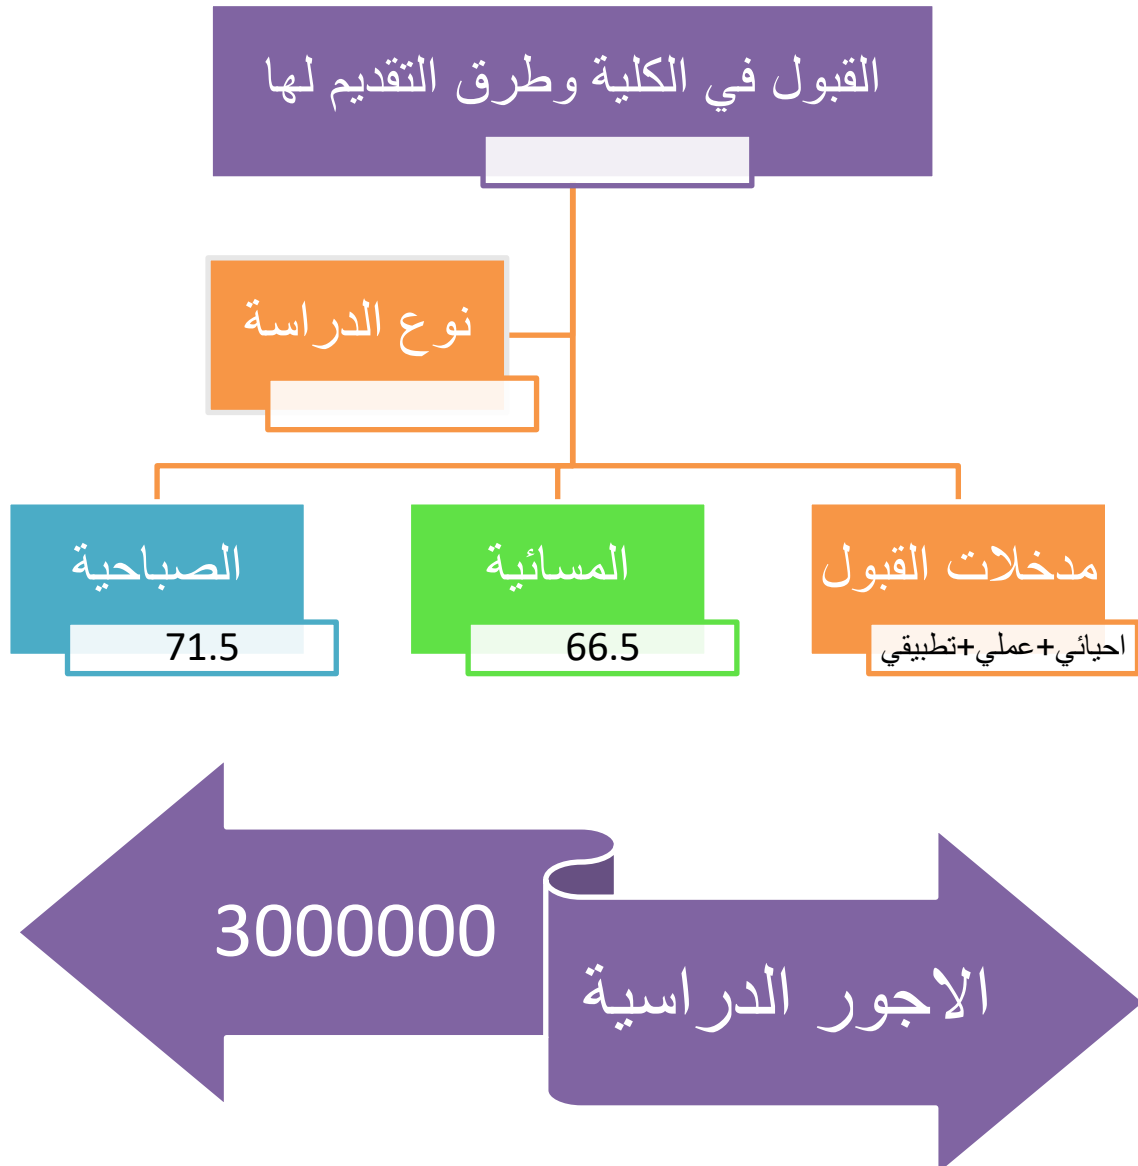 القبول في الكلية وطرق التقديم لها
نوع الدراسة
مدخلات القبول
احيائي+عملي+تطبيقي
المسائية
66.5
الصباحية
71.5
الاجور الدراسية
3000000